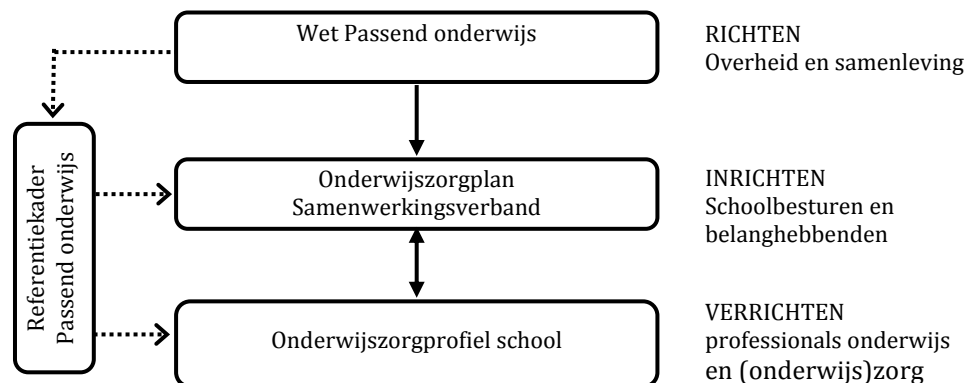 Wet Passend onderwijs
RICHTEN
Overheid en samenleving
Referentiekader
Passend onderwijs
Onderwijszorgplan
Samenwerkingsverband
INRICHTEN
Schoolbesturen en
belanghebbenden
Onderwijszorgprofiel school
VERRICHTEN
professionals onderwijs
en (onderwijs)zorg